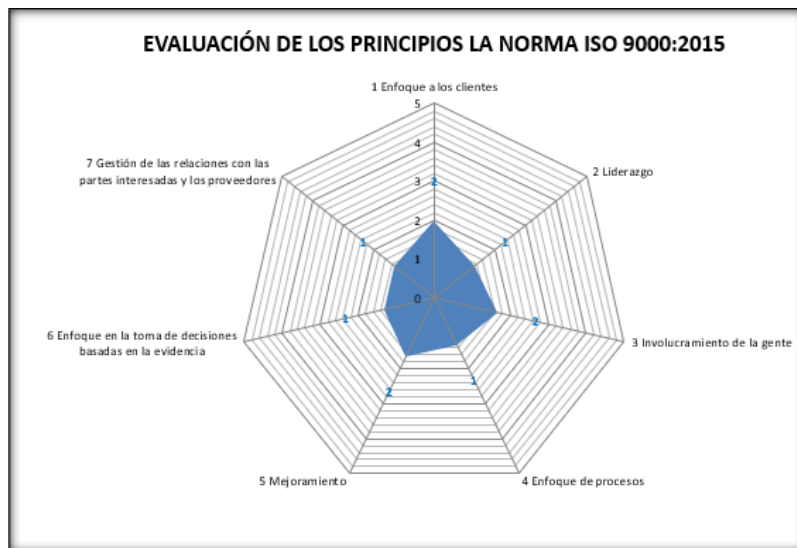 EVALUACIÓN DE LOS PRINCIPIOS LA NORMA ISO 9000:2015
1 Enfoque a los clientes
5
4
3
2
1
0
2
2 Liderazgo
1
3 Involucramiento de la gente
2
4 Enfoque de procesos
1
5 Mejoramiento
2
6 Enfoque en la toma de decisiones
basadas en la evidencia
1
7 Gestión de las relaciones con las
partes interesadas y los proveedores
1